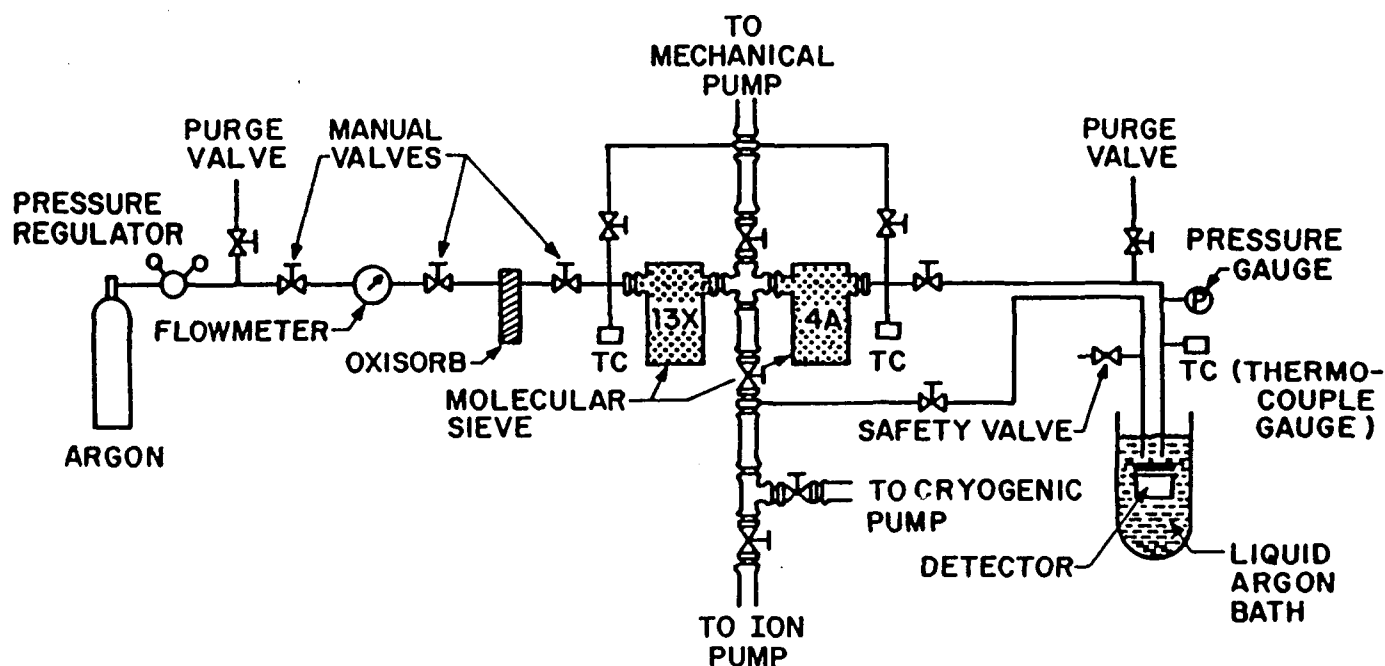 TO
MECHANICAL
PUMP
PURGE
VALVE
MANUAL
VALVES
PURGE
VALVE
PRESSURE
REGULATOR
PRESSURE
GAUGE
P
FLOWMETER
OXISORB
13X
4A
TC
TC
TC (THERMO-
COUPLE
GAUGE)
MOLECULAR
SIEVE
SAFETY VALVE
ARGON
TO CRYOGENIC
PUMP
DETECTOR
LIQUID
ARGON
BATH
TO ION
PUMP